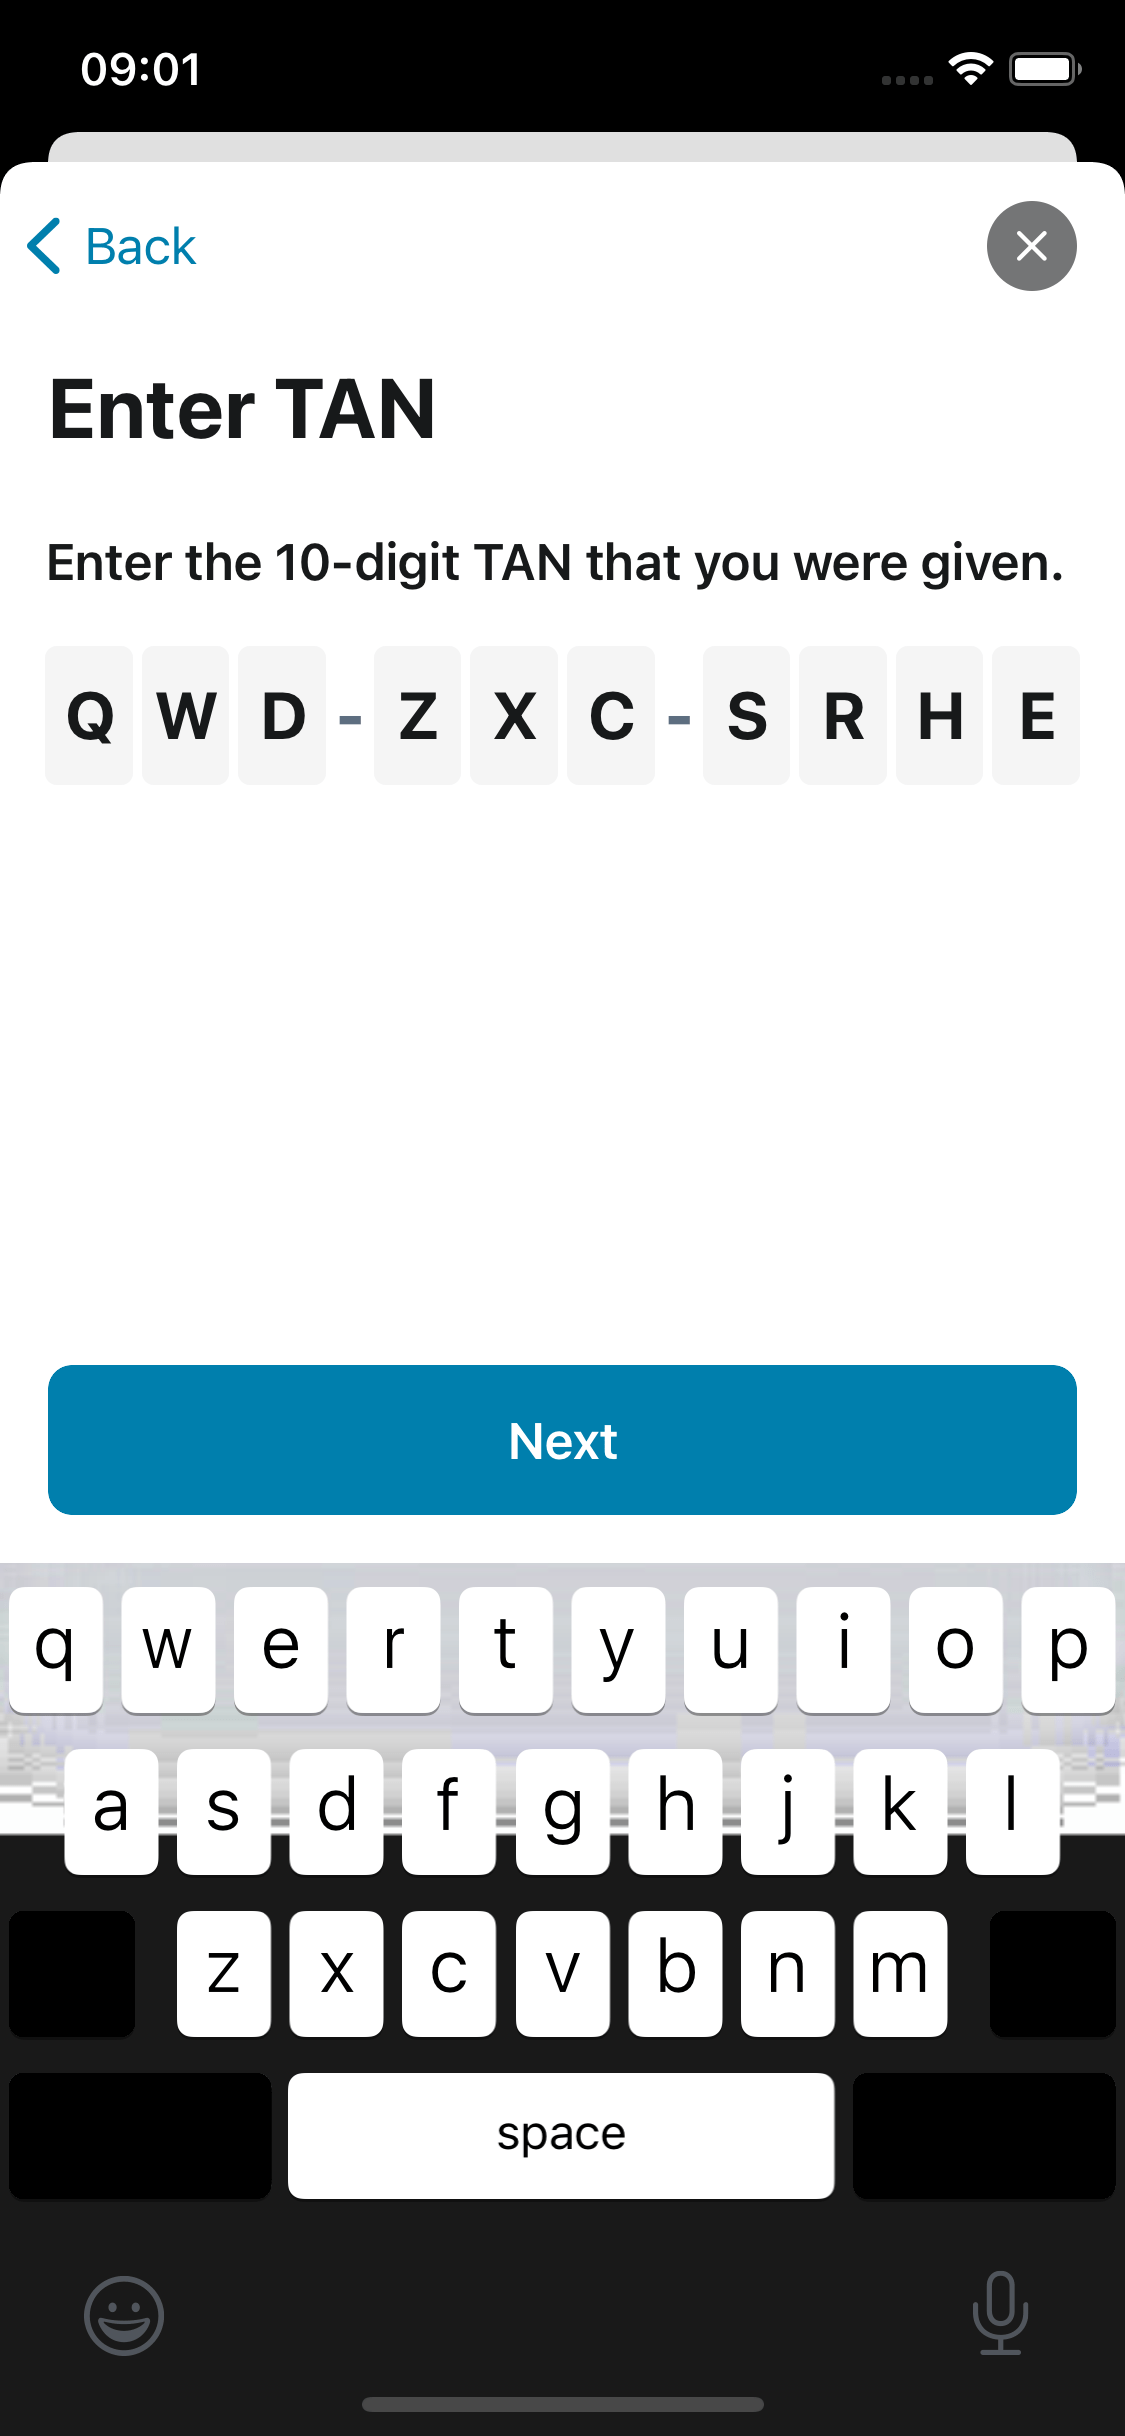 09:01
Back
Enter TAN
Enter the 10-digit TAN that you were given.
Q W D - Z X C - S R H E
Next
q w e r t y u i o p
a s d f g h j k l
z x c v b n m
space